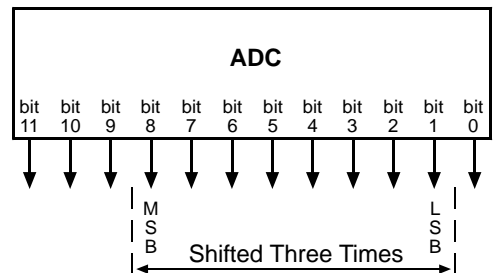 ADC
bit bit bit bit bit bit bit bit bit bit bit bit
11 10 9 8 7 6 5 4 3 2 1 0
M L
S S
B B
Shifted Three Times